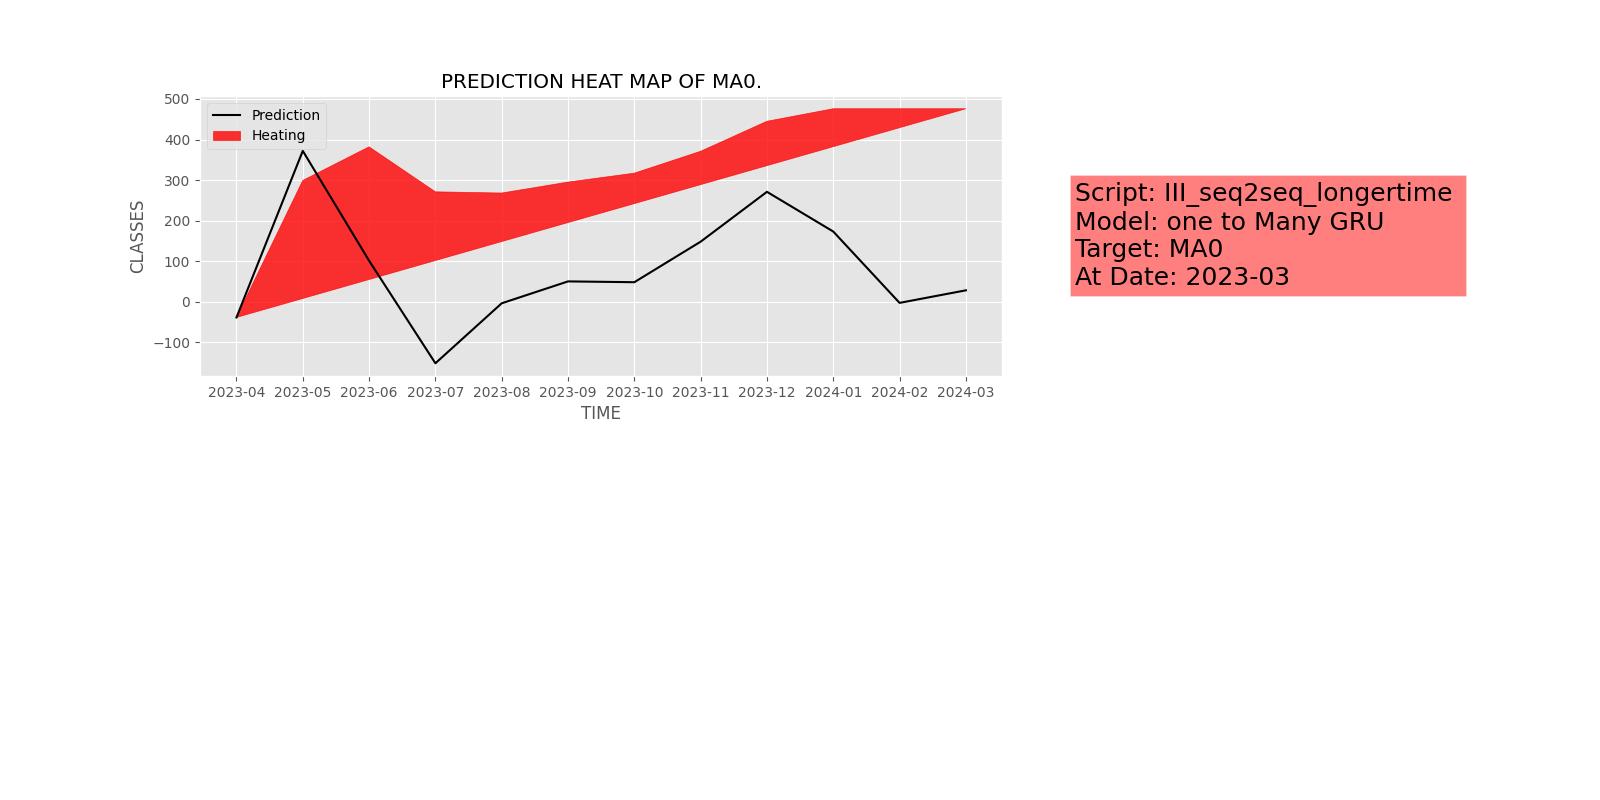 PREDICTION HEAT MAP OF MA0.
500
400
300
200
100
0
−100
CLASSES
Prediction
Heating
2023-04 2023-05 2023-06 2023-07 2023-08 2023-09 2023-10 2023-11 2023-12 2024-01 2024-02 2024-03
TIME
Script: III_seq2seq_longertime
Model: one to Many GRU
Target: MA0
At Date: 2023-03